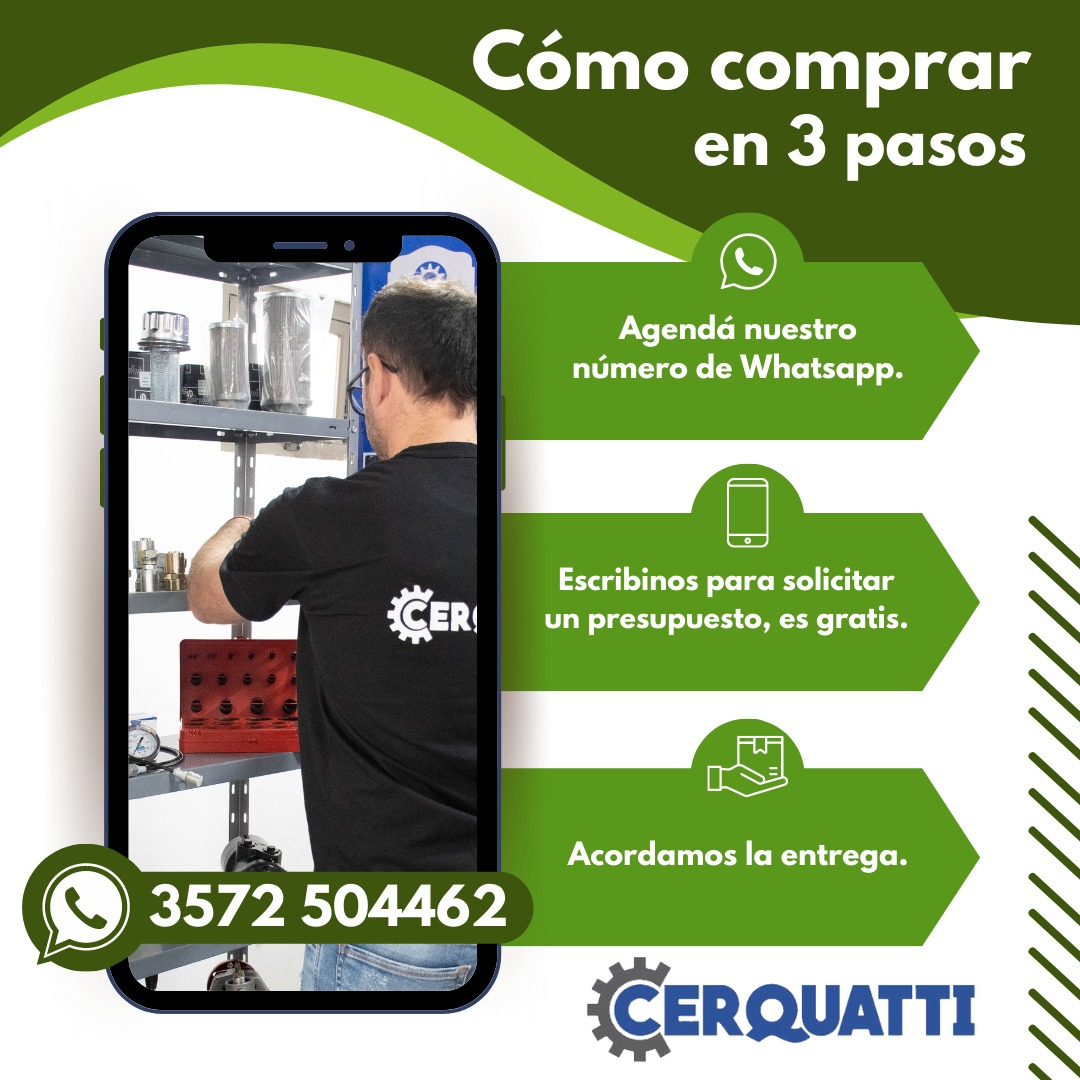 Cómo comprar
en 3 pasos
Agendá nuestro
número de Whatsapp.
Escribinos para solicitar
un presupuesto, es gratis.
CERQ
Acordamos la entrega.
3572 504462
CERQUATTI